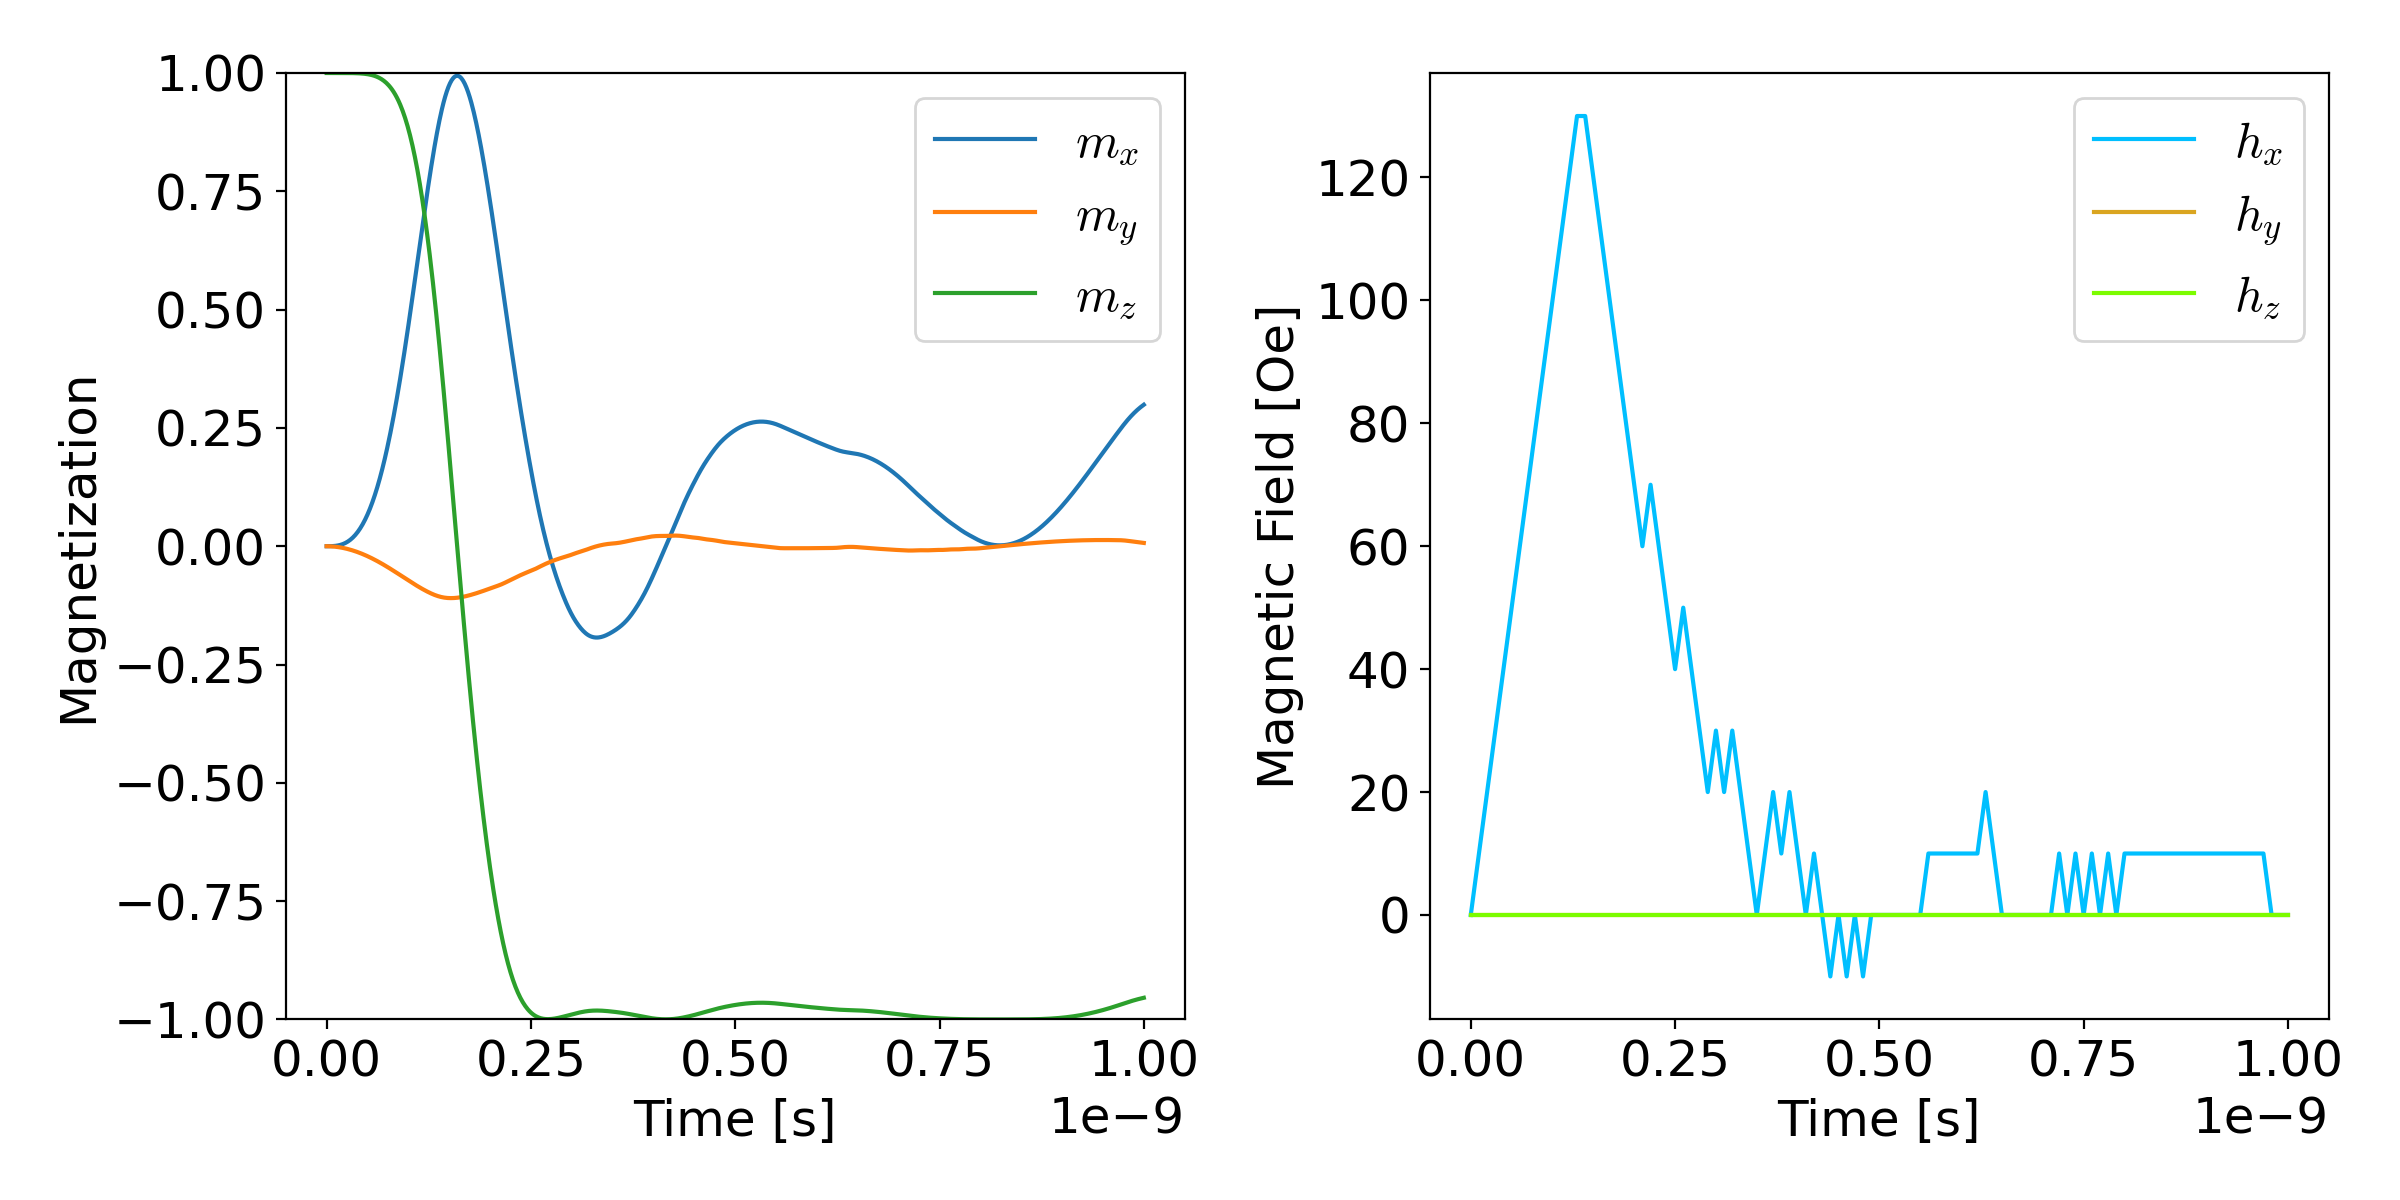 1.00
0.75
0.50
0.25
0.00
−0.25
−0.50
−0.75
−1.00
Magnetization
0.00 0.25 0.50 0.75 1.00
Time [s]
1e−9
m_x
m_y
m_z
120
100
80
60
40
20
0
Magnetic Field [Oe]
0.00 0.25 0.50 0.75 1.00
Time [s]
1e−9
h_x
h_y
h_z